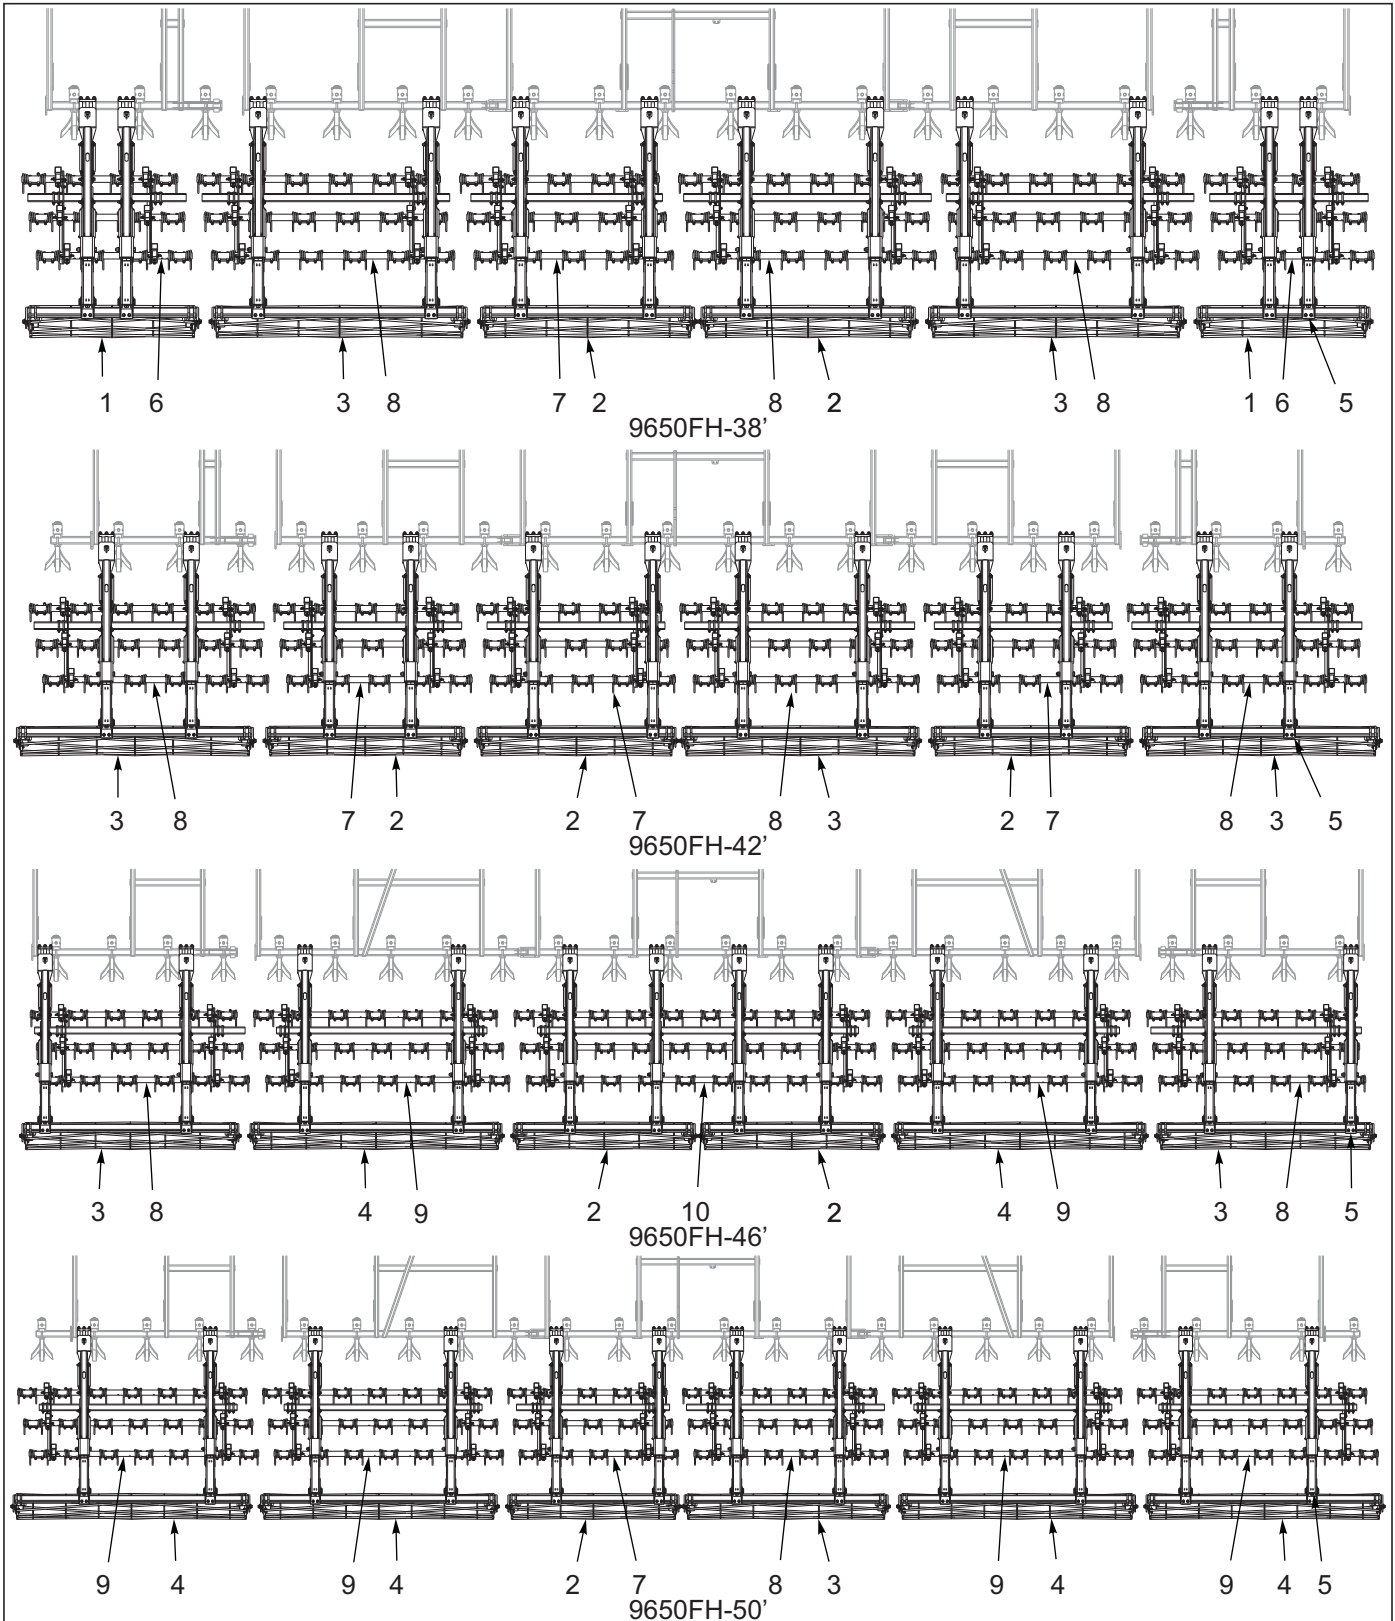 1 6 3 8 7 2 8 2 3 8 1 6 5
9650FH-38’
3 8 7 2 2 7 8 3 2 7 8 3 5
9650FH-42’
3 8 4 9 2 10 2 4 9 3 8 5
9650FH-46’
9 4 9 4 2 7 8 3 9 4 9 4 5
9650FH-50’